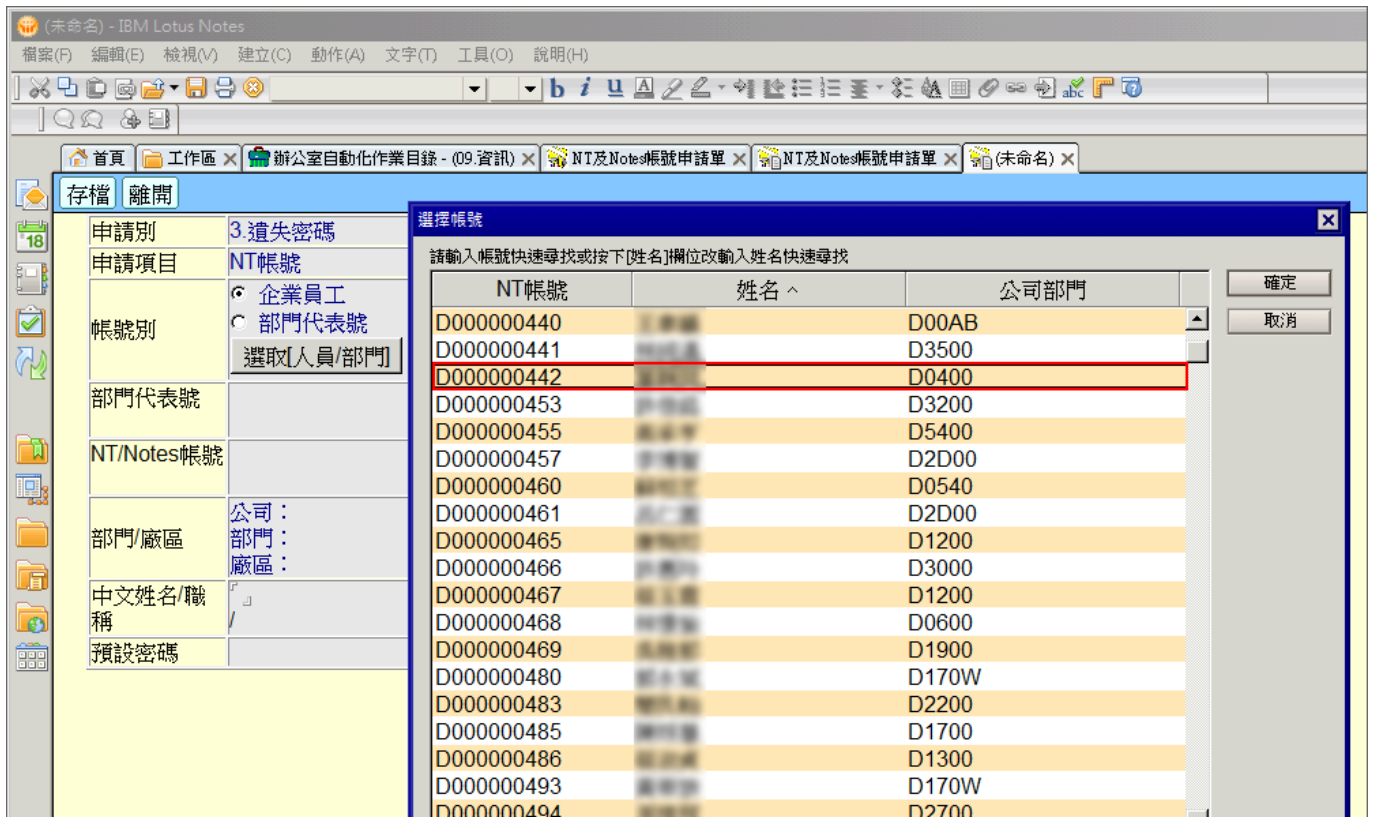 (未命名) - IBM Lotus Notes
檔案(F) 編輯(E) 檢視(V) 建立(C) 動作(A) 文字(T) 工具(O) 說明(H)
首頁 工作區 辦公室自動化作業目錄 - (09.資訊) NT及Notes帳號申請單 NT及Notes帳號申請單 (未命名)
18
存檔 離開
申請別 3.遺失密碼
申請項目 NT帳號
帳號別 企業員工
部門代表號
選取[人員/部門]
部門代表號
NT/Notes帳號
部門/廠區 公司：
部門：
廠區：
中文姓名/職稱 『 』
/
預設密碼
選擇帳號
請輸入帳號快速尋找或按下[姓名]欄位改輸入姓名快速尋找
NT帳號 姓名 ^ 公司部門
確定
取消
D000000440 D00AB
D000000441 D3500
D000000442 D0400
D000000453 D3200
D000000455 D5400
D000000457 D2D00
D000000460 D0540
D000000461 D2D00
D000000465 D1200
D000000466 D3000
D000000467 D1200
D000000468 D0600
D000000469 D1900
D000000480 D170W
D000000483 D2200
D000000485 D1700
D000000486 D1300
D000000493 D170W
D000000494 D2700